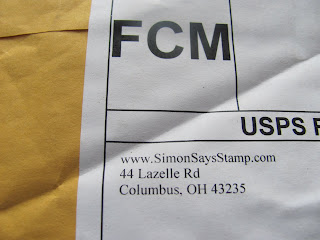 FCM
USPS F
www.SimonSaysStamp.com
44 Lazelle Rd
Columbus, OH 43235